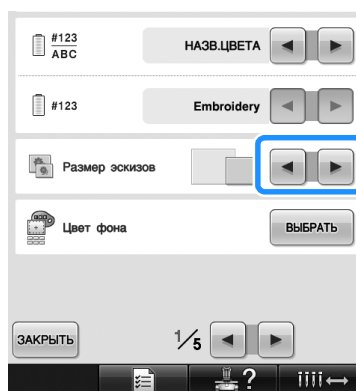 #123
ABC
НАЗВ.ЦВЕТА
#123
Embroidery
Размер эскизов
Цвет фона
ВЫБРАТЬ
ЗАКРЫТЬ
1/5
?